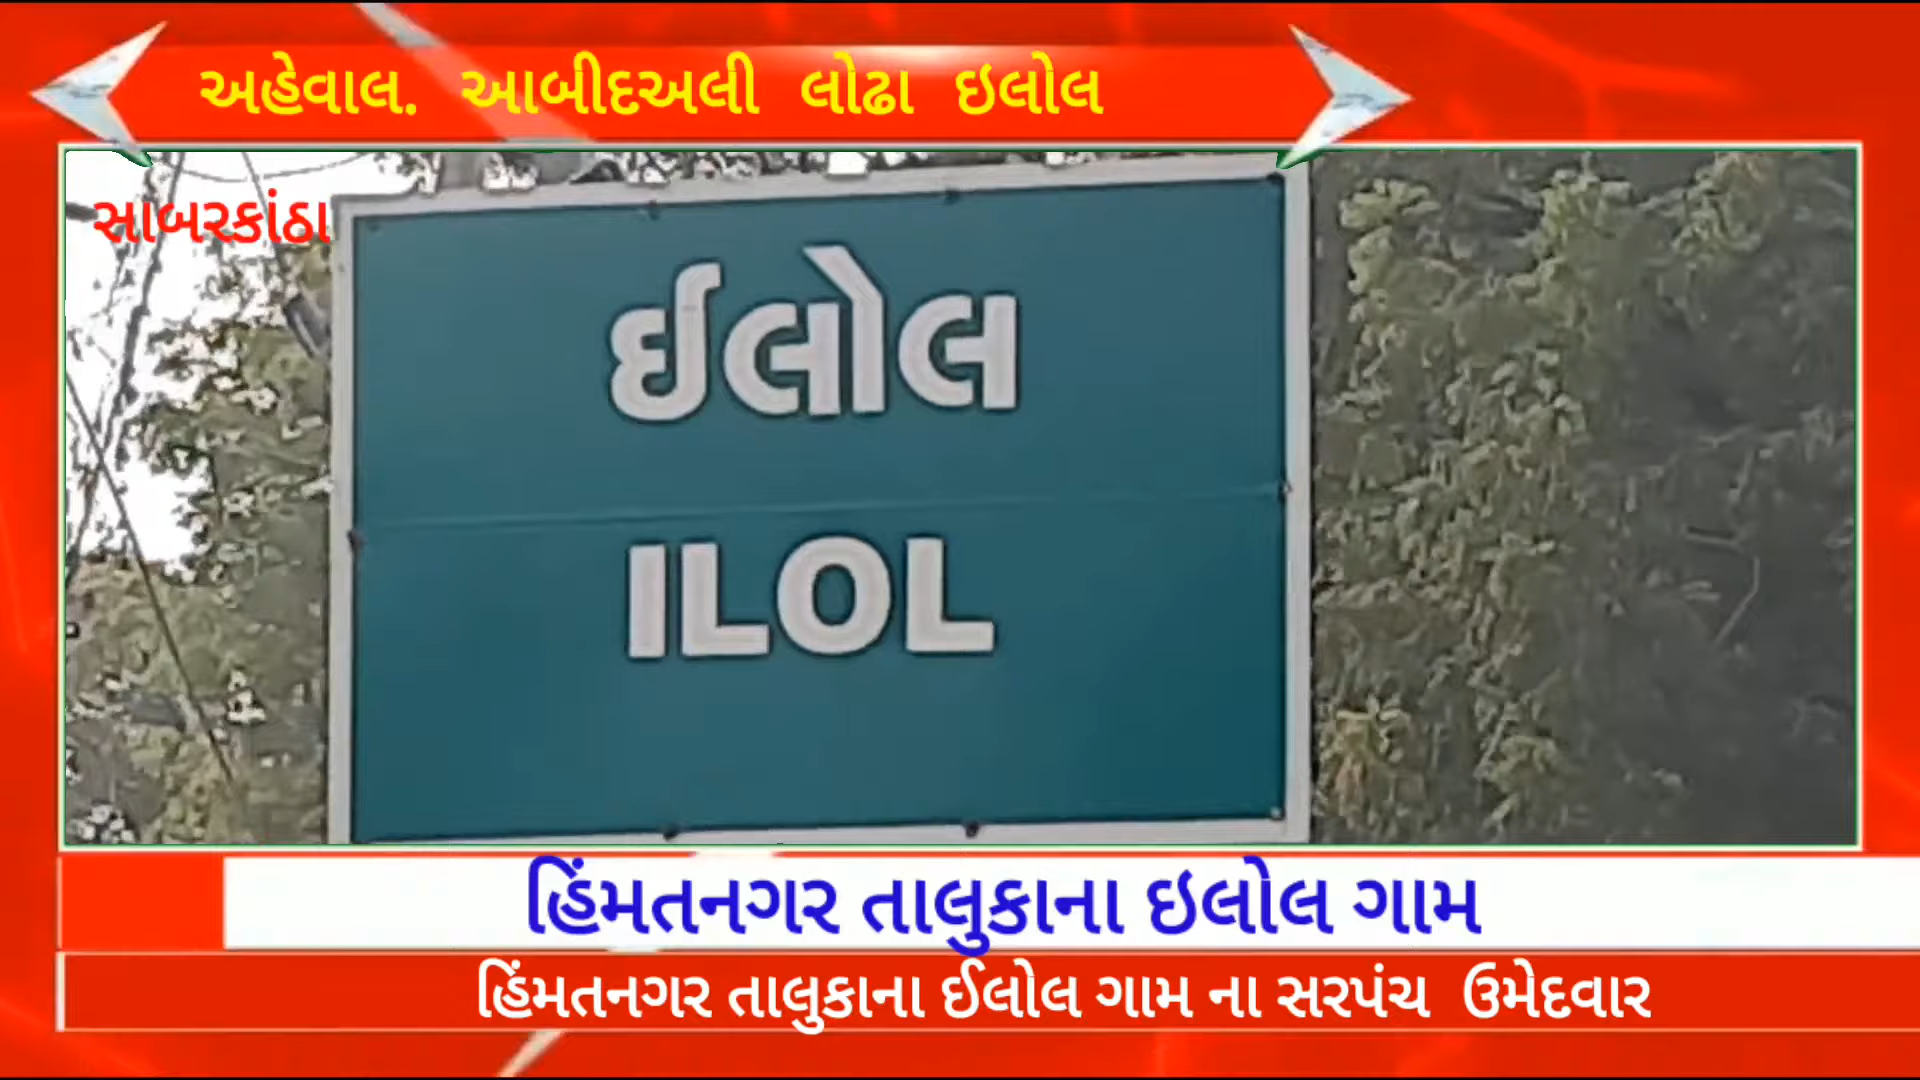 અહેવાલ. આબીદઅલી લોઢા ઇલોલ
સાબરકાંઠા
ઈલોલ
ILOL
હિંમતનગર તાલુકાના ઇલોલ ગામ
હિંમતનગર તાલુકાના ઈલોલ ગામ ના સરપંચ ઉમેદવાર